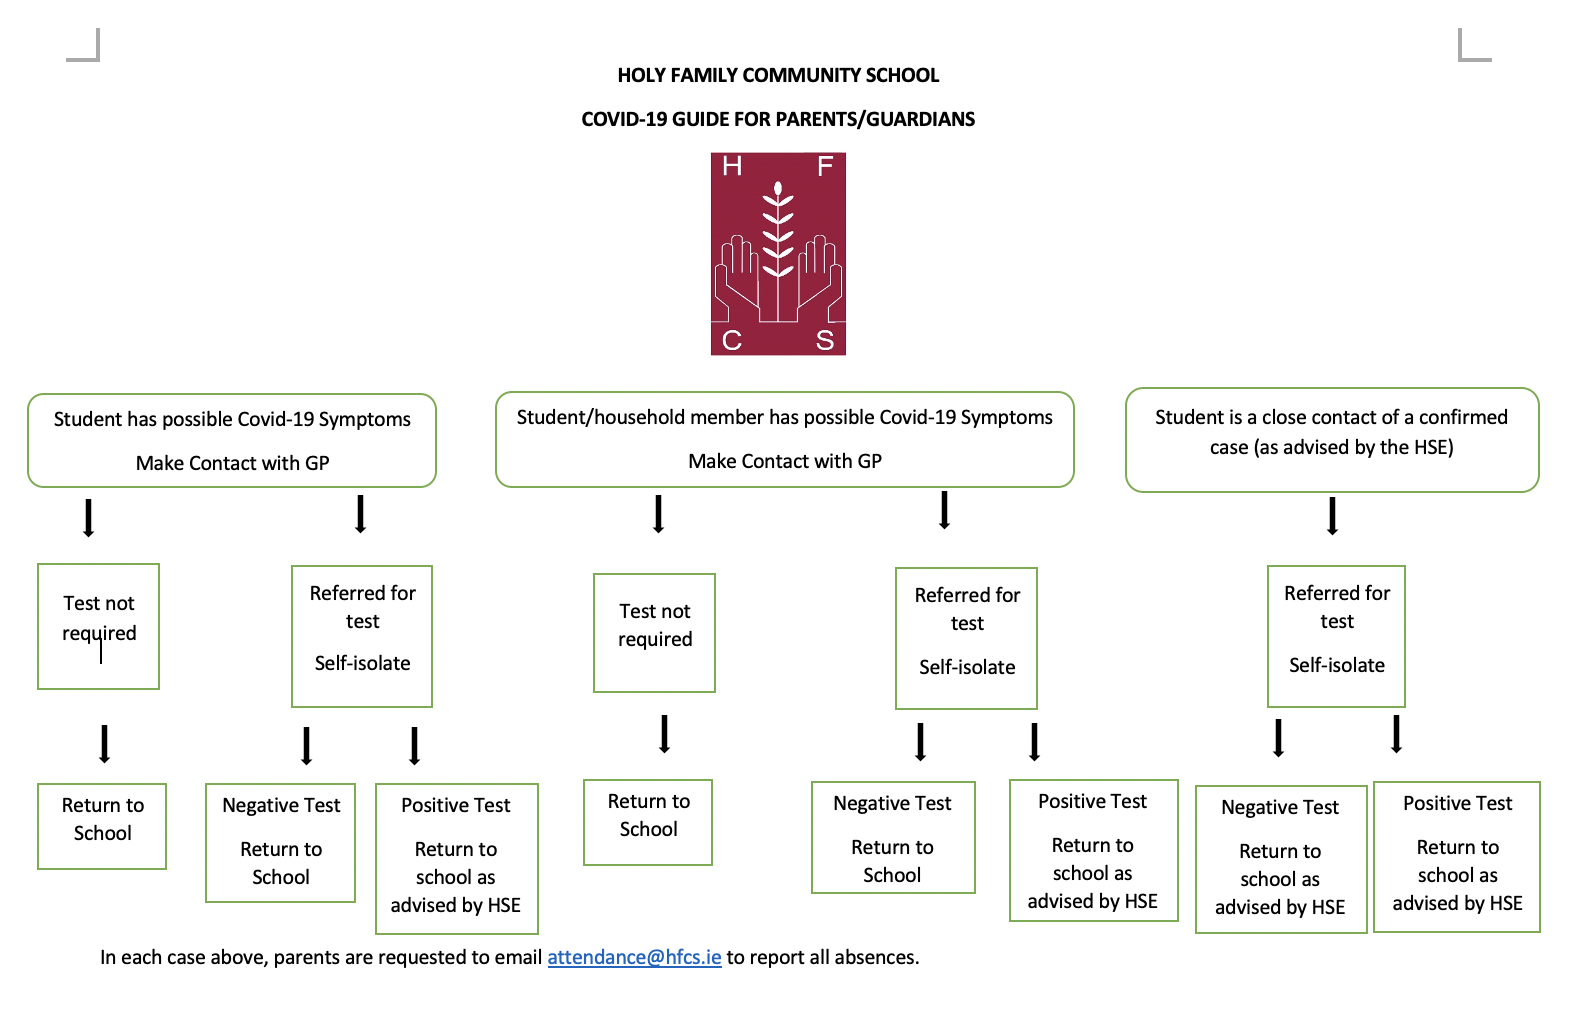 HOLY FAMILY COMMUNITY SCHOOL
COVID-19 GUIDE FOR PARENTS/GUARDIANS
H F
C S
Student has possible Covid-19 Symptoms
Make Contact with GP
Student/household member has possible Covid-19 Symptoms
Make Contact with GP
Student is a close contact of a confirmed
case (as advised by the HSE)
Test not
required
Referred for
test
Self-isolate
Test not
required
Referred for
test
Self-isolate
Referred for
test
Self-isolate
Return to
School
Negative Test
Return to
School
Positive Test
Return to
school as
advised by HSE
Return to
School
Negative Test
Return to
School
Positive Test
Return to
school as
advised by HSE
Negative Test
Return to
school as
advised by HSE
Positive Test
Return to
school as
advised by HSE
In each case above, parents are requested to email attendance@hfcs.ie to report all absences.